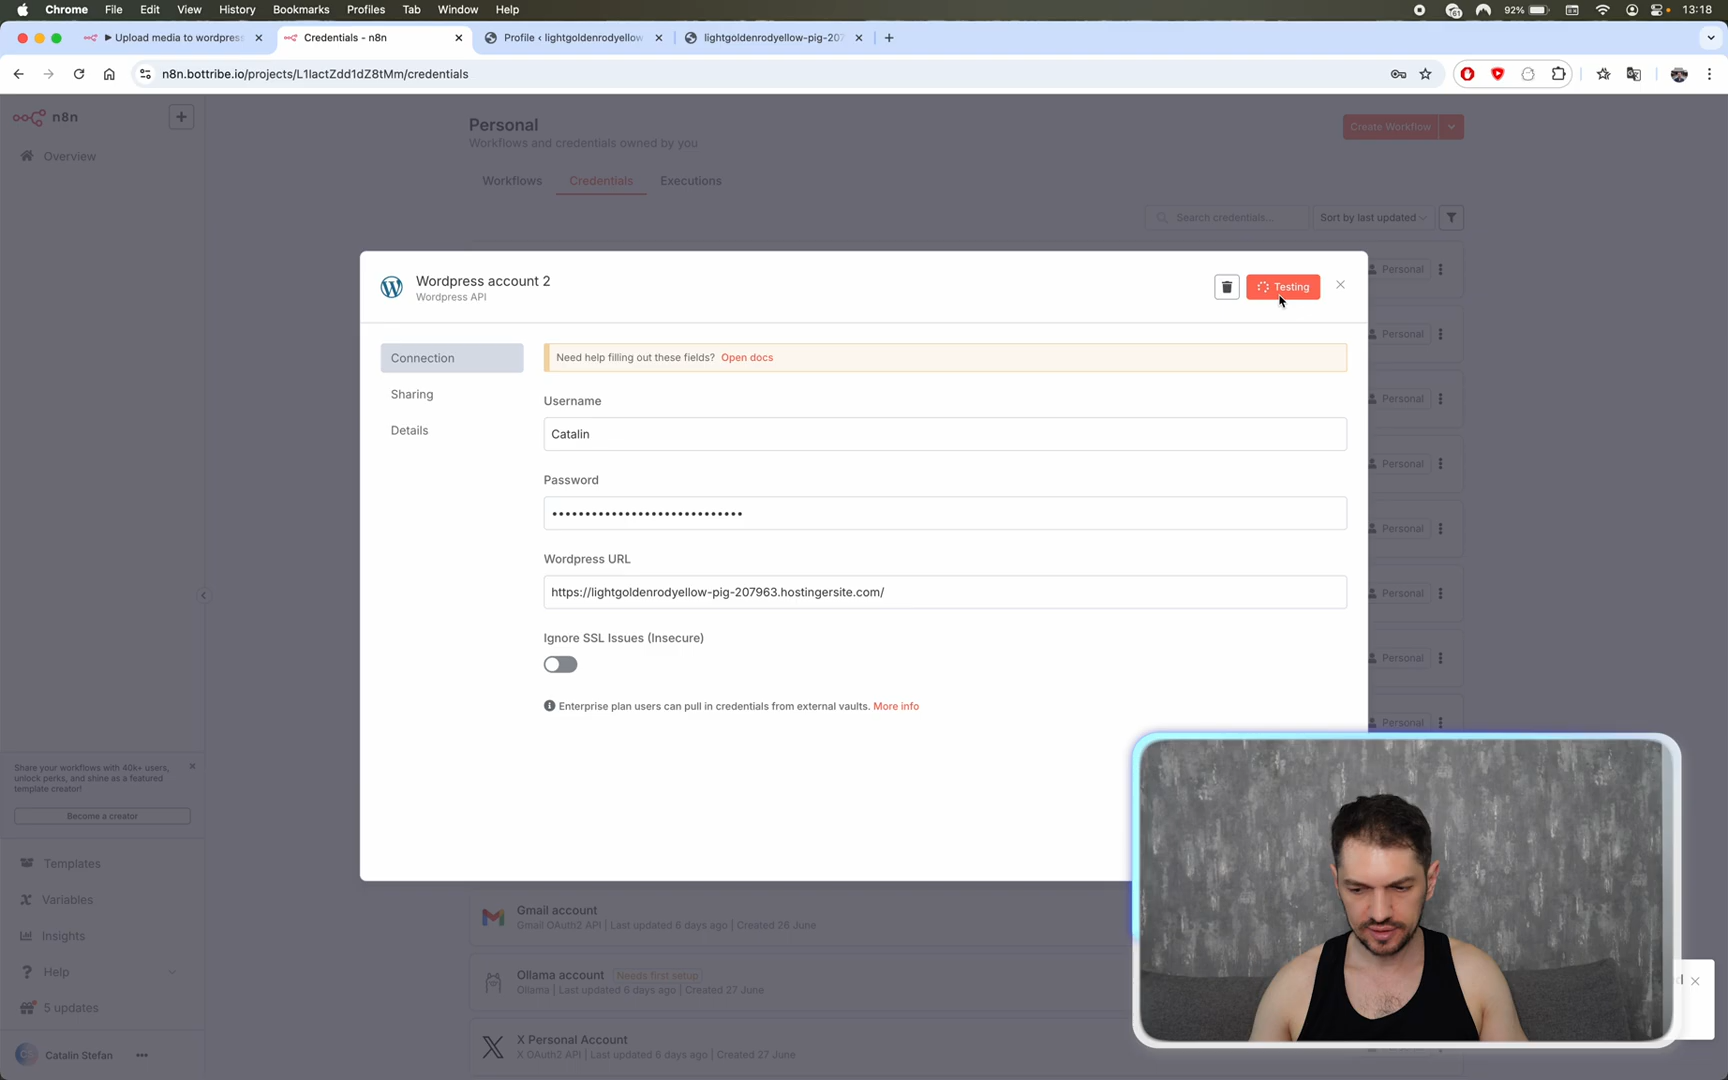 Chrome File Edit View History Bookmarks Profiles Tab Window Help 61 92% 13:18
Upload media to wordpress
Credentials - n8n
Profile ‹ lightgoldenrodyellow
lightgoldenrodyellow-pig-207
n8n.bottribe.io/projects/L1IactZdd1dZ8tMm/credentials
n8n
Overview
Personal
Workflows and credentials owned by you
Create Workflow
Workflows Credentials Executions
Search credentials...
Sort by last updated
Personal
Personal
Personal
Personal
Personal
Personal
Personal
Personal
Wordpress account 2
Wordpress API
Testing
Connection
Sharing
Details
Need help filling out these fields? Open docs
Username
Catalin
Password
•••••••••••••••••••••••••••••
Wordpress URL
https://lightgoldenrodyellow-pig-207963.hostingersite.com/
Ignore SSL Issues (Insecure)
Enterprise plan users can pull in credentials from external vaults. More info
Share your workflows with 40k+ users, unlock perks, and shine as a featured template creator!
Become a creator
Templates
Variables
Insights
Help
5 updates
Catalin Stefan
Gmail account
Gmail OAuth2 API | Last updated 6 days ago | Created 26 June
Ollama account Needs first setup
Ollama | Last updated 6 days ago | Created 27 June
X Personal Account
X OAuth2 API | Last updated 6 days ago | Created 27 June